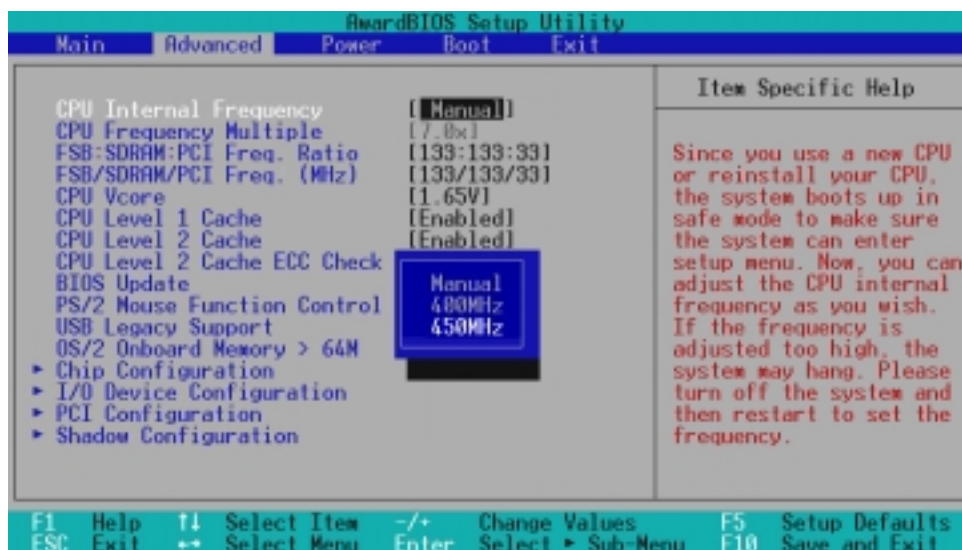 AwardBIOS Setup Utility
Main Advanced Power Boot Exit
Item Specific Help
CPU Internal Frequency [ Manual]
CPU Frequency Multiple [7.0x]
FSB:SDRAM:PCI Freq. Ratio [133:133:33]
FSB/SDRAM/PCI Freq. (MHz) [133/133/33]
CPU Vcore [1.65V]
CPU Level 1 Cache [Enabled]
CPU Level 2 Cache [Enabled]
CPU Level 2 Cache ECC Check
BIOS Update
PS/2 Mouse Function Control
USB Legacy Support
OS/2 Onboard Memory > 64M
► Chip Configuration
► I/O Device Configuration
► PCI Configuration
► Shadow Configuration
Manual
400MHz
450MHz
Since you use a new CPU
or reinstall your CPU,
the system boots up in
safe mode to make sure
the system can enter
setup menu. Now, you can
adjust the CPU internal
frequency as you wish.
If the frequency is
adjusted too high, the
system may hang. Please
turn off the system and
then restart to set the
frequency.
F1 Help ↑↓ Select Item -/+ Change Values F5 Setup Defaults
ESC Exit ↔ Select Menu Enter Select ► Sub-Menu F10 Save and Exit